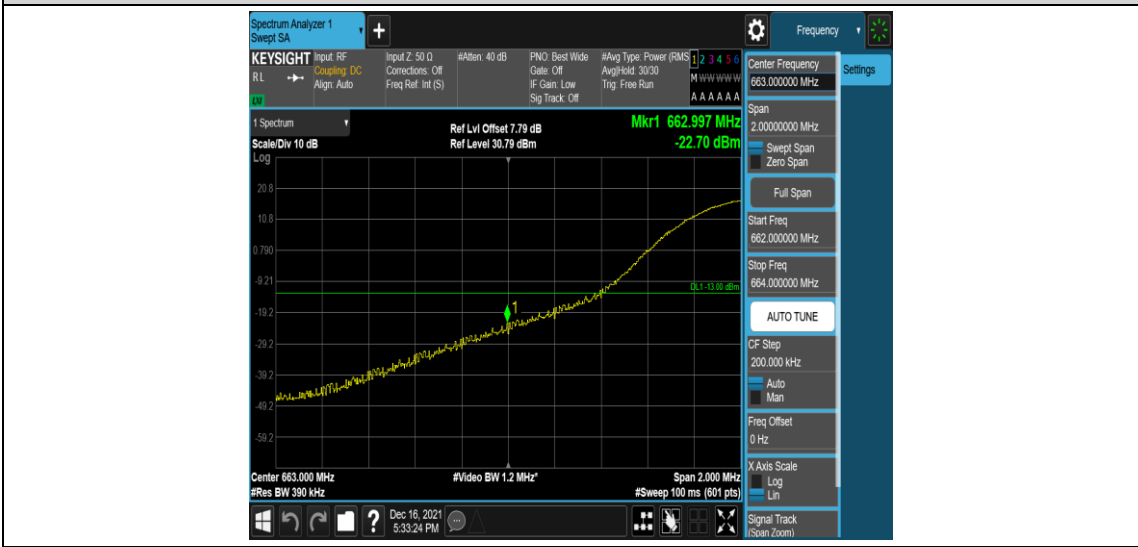 Spectrum Analyzer 1
Swept SA
+
Frequency
KEYSIGHT
RL
LXI
Input: RF
Coupling: DC
Align: Auto
Input Z: 50 Ω
Corrections: Off
Freq Ref: Int (S)
#Atten: 40 dB
PNO: Best Wide
Gate: Off
IF Gain: Low
Sig Track: Off
#Avg Type: Power (RMS
Avg|Hold: 30/30
Trig: Free Run
1 2 3 4 5 6
M W W W W W
A A A A A A
1 Spectrum
Scale/Div 10 dB
Log
Ref Lvl Offset 7.79 dB
Ref Level 30.79 dBm
Mkr1 662.997 MHz
-22.70 dBm
20.8
10.8
0.790
-9.21
-19.2
-29.2
-39.2
-49.2
-59.2
DL1 -13.00 dBm
1
Center 663.000 MHz
#Res BW 390 kHz
#Video BW 1.2 MHz*
Span 2.000 MHz
#Sweep 100 ms (601 pts)
?
Dec 16, 2021
5:33:24 PM
Center Frequency
663.000000 MHz
Settings
Span
2.00000000 MHz
Swept Span
Zero Span
Full Span
Start Freq
662.000000 MHz
Stop Freq
664.000000 MHz
AUTO TUNE
CF Step
200.000 kHz
Auto
Man
Freq Offset
0 Hz
X Axis Scale
Log
Lin
Signal Track
(Span Zoom)